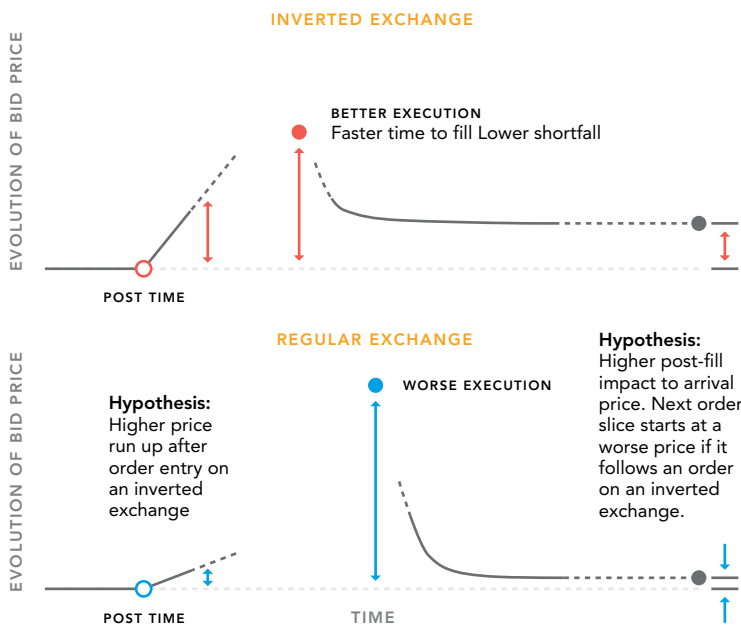 INVERTED EXCHANGE
EVOLUTION OF BID PRICE
BETTER EXECUTION
Faster time to fill Lower shortfall
POST TIME
REGULAR EXCHANGE
EVOLUTION OF BID PRICE
WORSE EXECUTION
Hypothesis:
Higher price
run up after
order entry on
an inverted
exchange
Hypothesis:
Higher post-fill
impact to arrival
price. Next order
slice starts at a
worse price if it
follows an order
on an inverted
exchange.
POST TIME
TIME